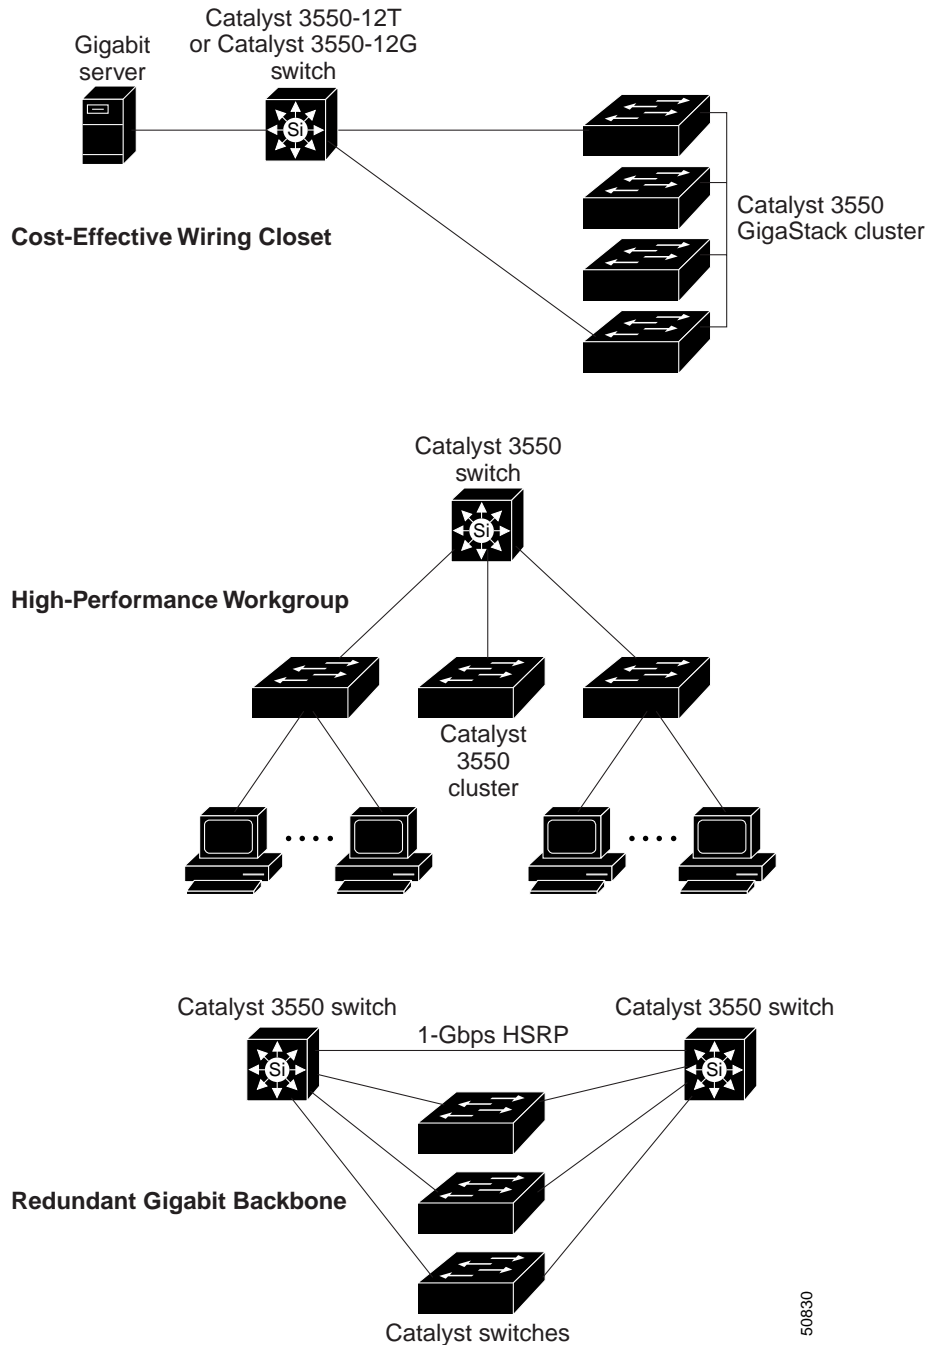 Catalyst 3550-12T
or Catalyst 3550-12G
switch
Gigabit
server
Si
Catalyst 3550
GigaStack cluster
Cost-Effective Wiring Closet
Catalyst 3550
switch
Si
High-Performance Workgroup
Catalyst
3550
cluster
Catalyst 3550 switch
Catalyst 3550 switch
1-Gbps HSRP
Si
Si
Redundant Gigabit Backbone
Catalyst switches
50830